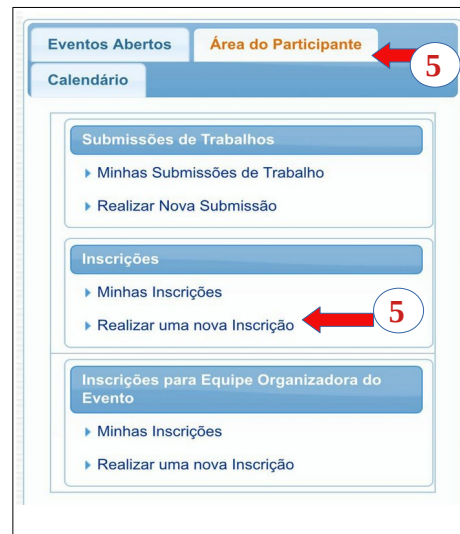 Eventos Abertos
Área do Participante
5
Calendário
Submissões de Trabalhos
Minhas Submissões de Trabalho
Realizar Nova Submissão
Inscrições
Minhas Inscrições
Realizar uma nova Inscrição
5
Inscrições para Equipe Organizadora do
Evento
Minhas Inscrições
Realizar uma nova Inscrição